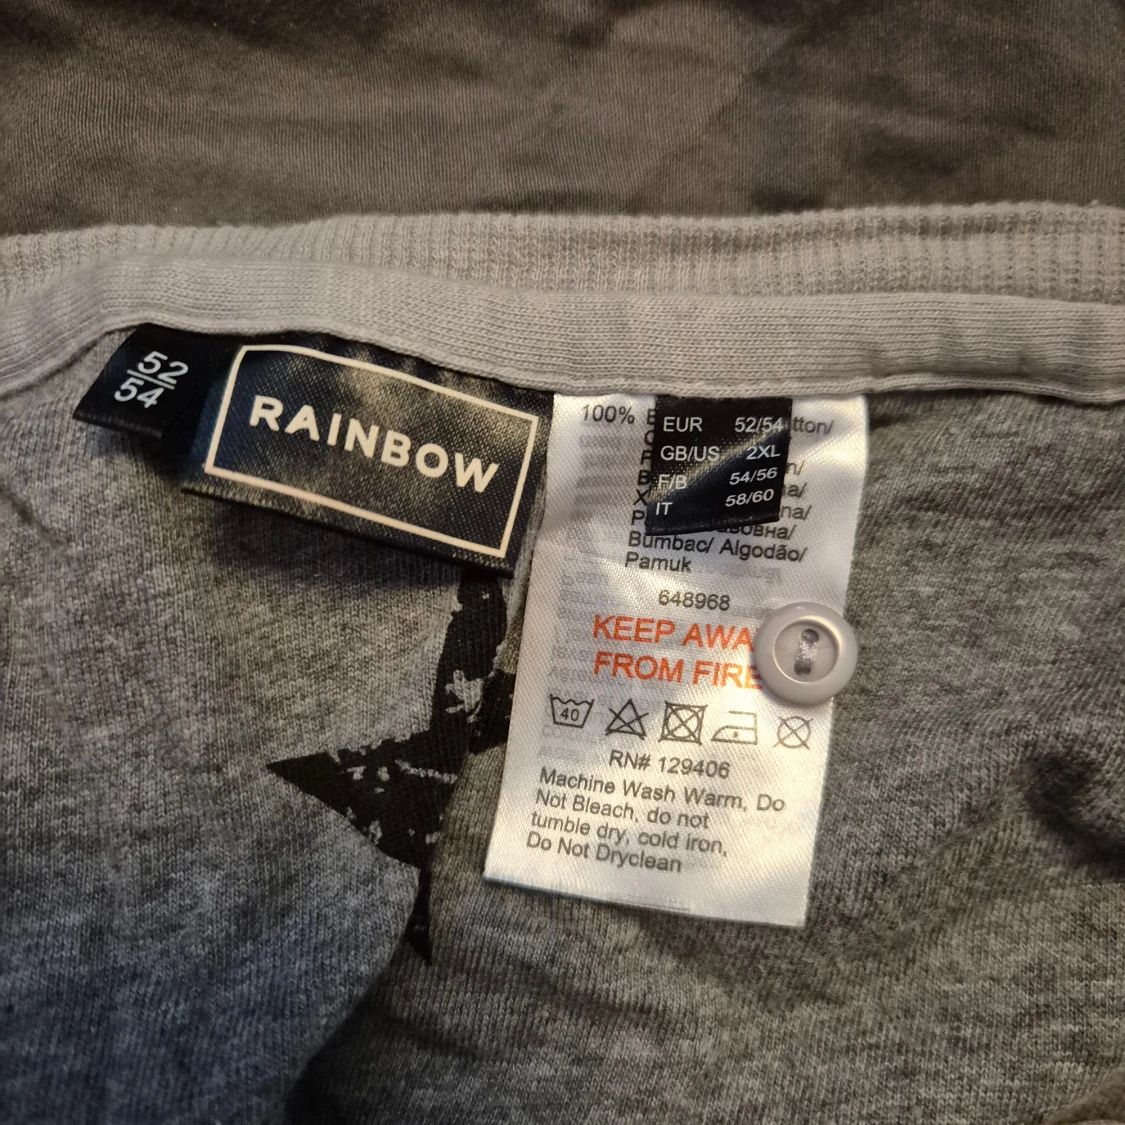 52
54
RAINBOW
100%
EUR 52/54
GB/US 2XL
F/B 54/56
IT 58/60
Bumbac/ Algodão/
Pamuk
648968
KEEP AWA
FROM FIRE
40
RN# 129406
Machine Wash Warm, Do
Not Bleach, do not
tumble dry, cold iron,
Do Not Dryclean